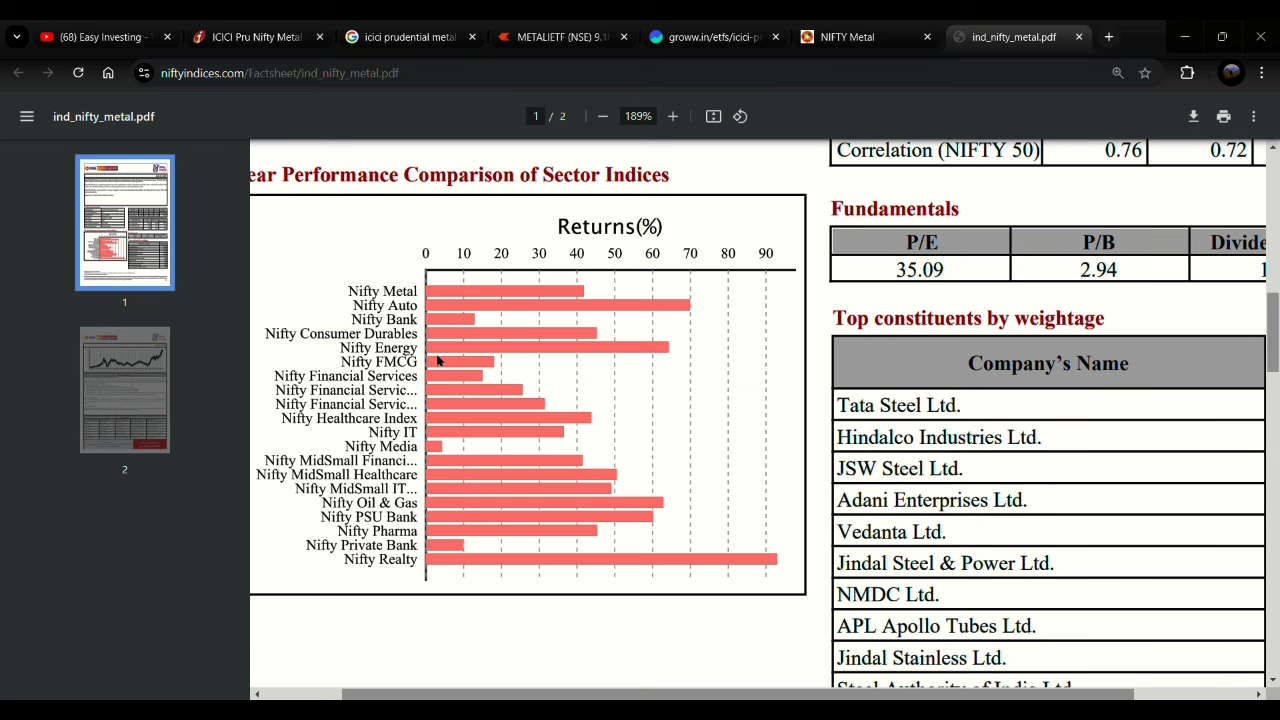 (68) Easy Investing -
ICICI Pru Nifty Metal
icici prudential metal
METALIETF (NSE) 9.18
groww.in/etfs/icici-p
NIFTY Metal
ind_nifty_metal.pdf
niftyindices.com/Factsheet/ind_nifty_metal.pdf
ind_nifty_metal.pdf
1 / 2
189%
1
2
ear Performance Comparison of Sector Indices
Returns(%)
0 10 20 30 40 50 60 70 80 90
Nifty Metal
Nifty Auto
Nifty Bank
Nifty Consumer Durables
Nifty Energy
Nifty FMCG
Nifty Financial Services
Nifty Financial Servic...
Nifty Financial Servic...
Nifty Healthcare Index
Nifty IT
Nifty Media
Nifty MidSmall Financi...
Nifty MidSmall Healthcare
Nifty MidSmall IT...
Nifty Oil & Gas
Nifty PSU Bank
Nifty Pharma
Nifty Private Bank
Nifty Realty
Correlation (NIFTY 50) 0.76 0.72
Fundamentals
P/E P/B Divide
35.09 2.94 1
Top constituents by weightage
Company’s Name
Tata Steel Ltd.
Hindalco Industries Ltd.
JSW Steel Ltd.
Adani Enterprises Ltd.
Vedanta Ltd.
Jindal Steel & Power Ltd.
NMDC Ltd.
APL Apollo Tubes Ltd.
Jindal Stainless Ltd.
Steel Authority of India Ltd.